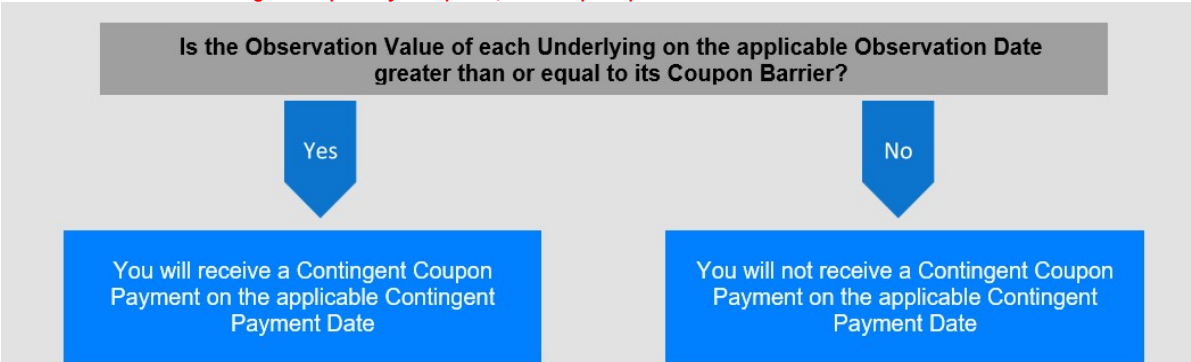 Is the Observation Value of each Underlying on the applicable Observation Date
greater than or equal to its Coupon Barrier?
Yes
No
You will receive a Contingent Coupon
Payment on the applicable Contingent
Payment Date
You will not receive a Contingent Coupon
Payment on the applicable Contingent
Payment Date